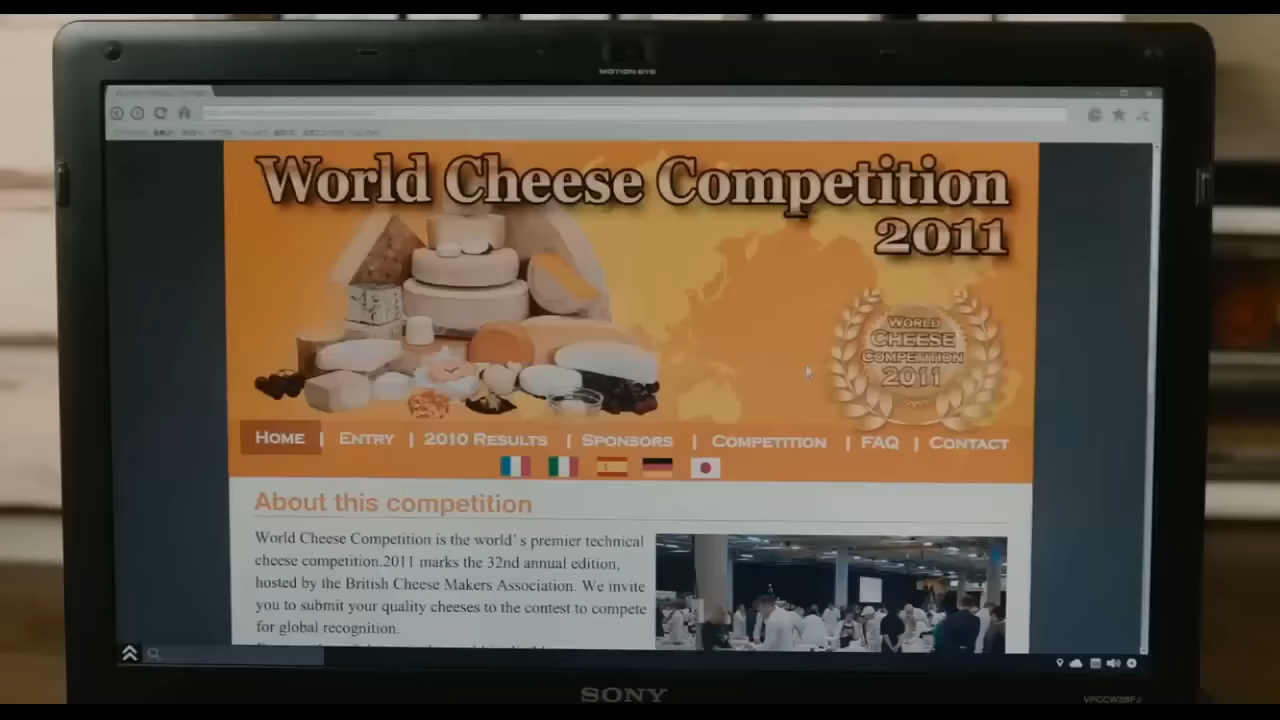 MOTION EYE
World Cheese Competition
2011
WORLD
CHEESE
COMPETITION
2011
HOME | ENTRY | 2010 RESULTS | SPONSORS | COMPETITION | FAQ | CONTACT
About this competition
World Cheese Competition is the world's premier technical
cheese competition.2011 marks the 32nd annual edition,
hosted by the British Cheese Makers Association. We invite
you to submit your quality cheeses to the contest to compete
for global recognition.
SONY